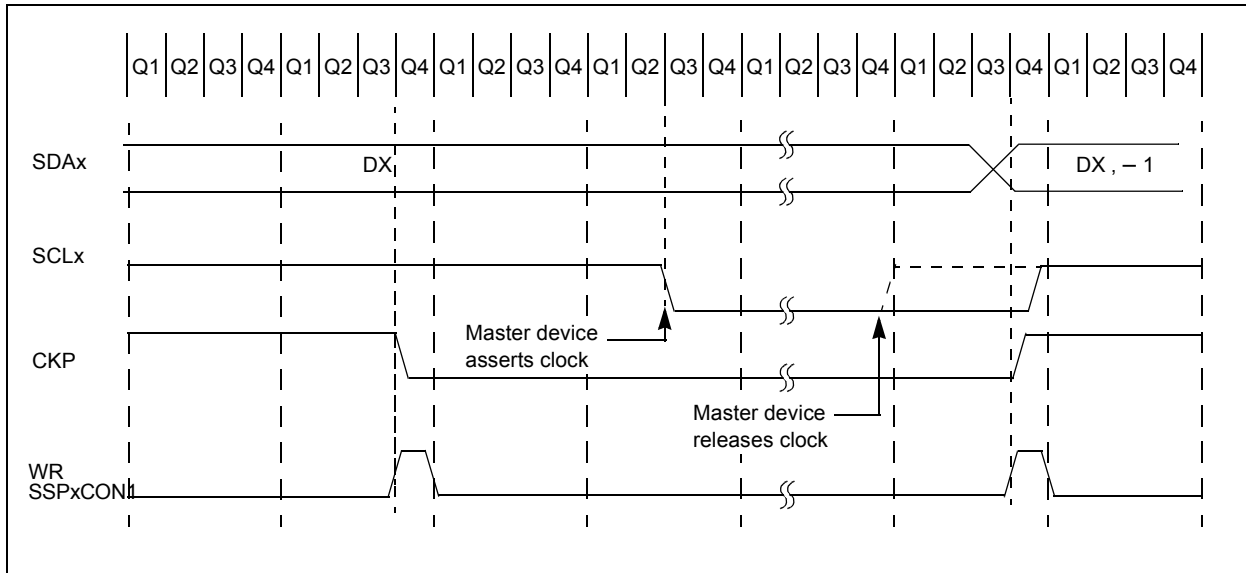 Q1 Q2 Q3 Q4 Q1 Q2 Q3 Q4 Q1 Q2 Q3 Q4 Q1 Q2 Q3 Q4 Q1 Q2 Q3 Q4 Q1 Q2 Q3 Q4 Q1 Q2 Q3 Q4
SDAx
DX
DX , – 1
SCLx
Master device
asserts clock
CKP
Master device
releases clock
WR
SSPxCON1